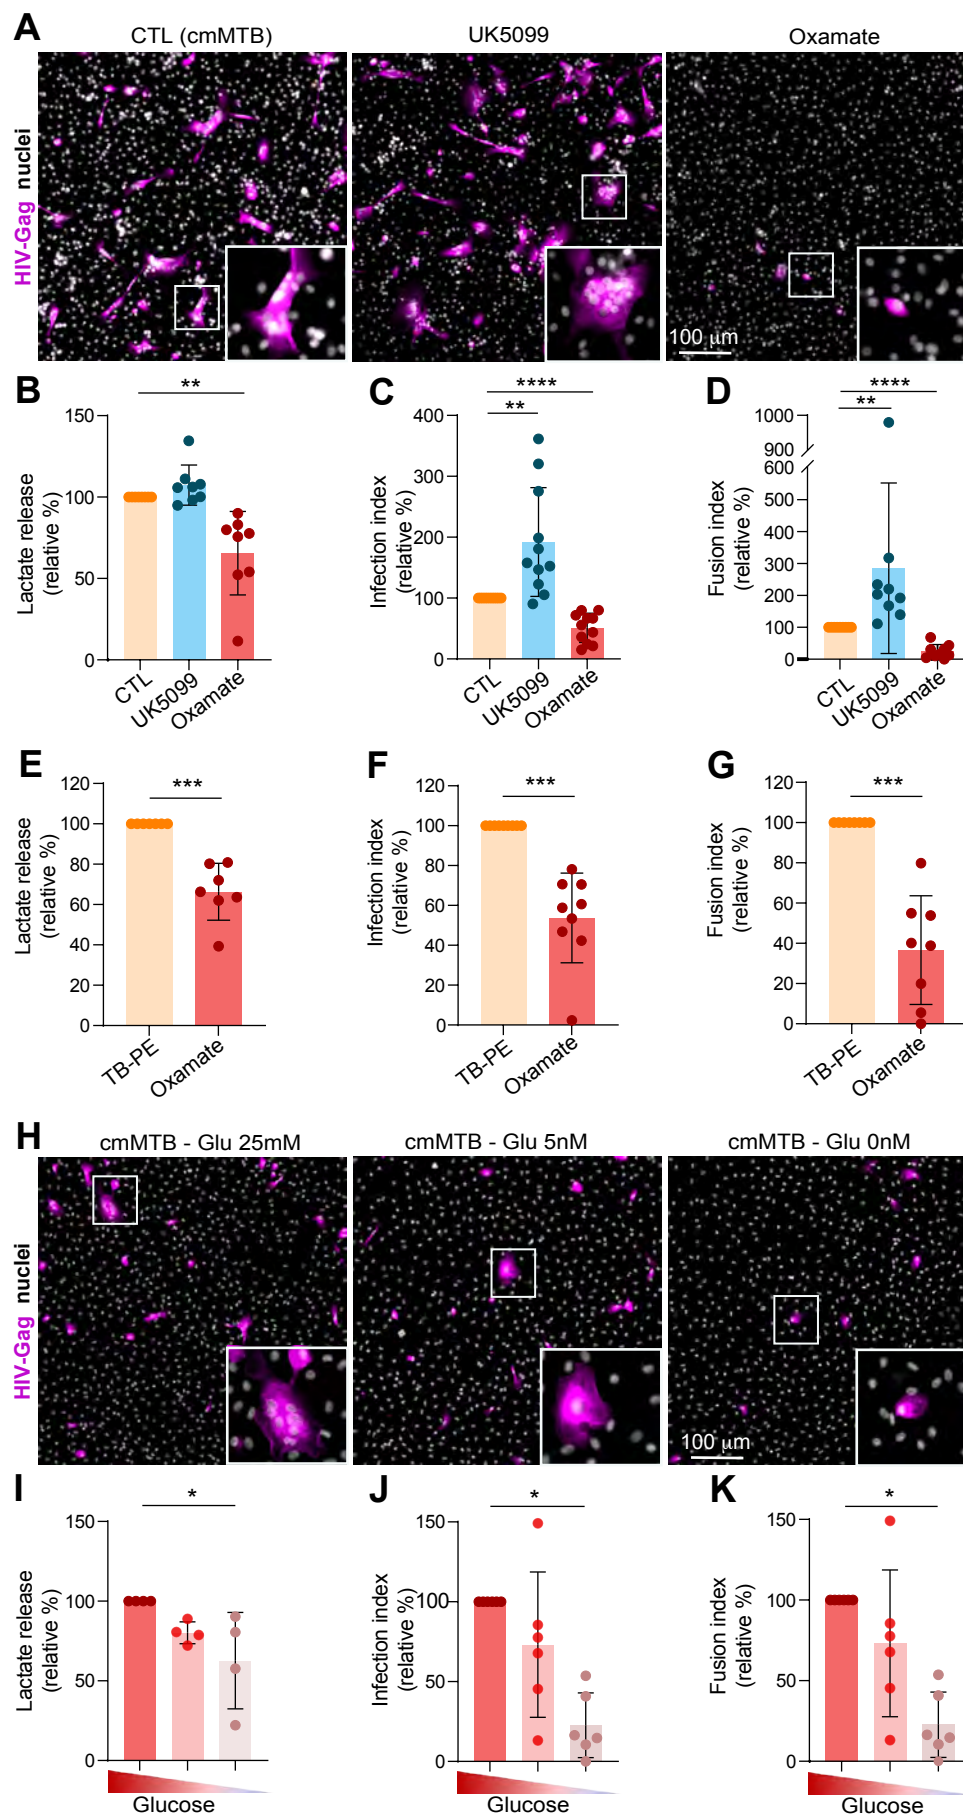 A
CTL (cmMTB)
UK5099
Oxamate
HIV-Gag nuclei
100 µm
B
Lactate release
(relative %)
150
100
50
0
**
CTL
UK5099
Oxamate
C
Infection index
(relative %)
400
300
200
100
0
****
**
CTL
UK5099
Oxamate
D
Fusion index
(relative %)
1000
900
600
500
400
300
200
100
0
****
**
CTL
UK5099
Oxamate
E
Lactate release
(relative %)
120
100
80
60
40
20
0
***
TB-PE
Oxamate
F
Infection index
(relative %)
120
100
80
60
40
20
0
***
TB-PE
Oxamate
G
Fusion index
(relative %)
120
100
80
60
40
20
0
***
TB-PE
Oxamate
H
cmMTB - Glu 25mM
cmMTB - Glu 5nM
cmMTB - Glu 0nM
HIV-Gag nuclei
100 µm
I
Lactate release
(relative %)
150
100
50
0
*
Glucose
J
Infection index
(relative %)
150
100
50
0
*
Glucose
K
Fusion index
(relative %)
150
100
50
0
*
Glucose